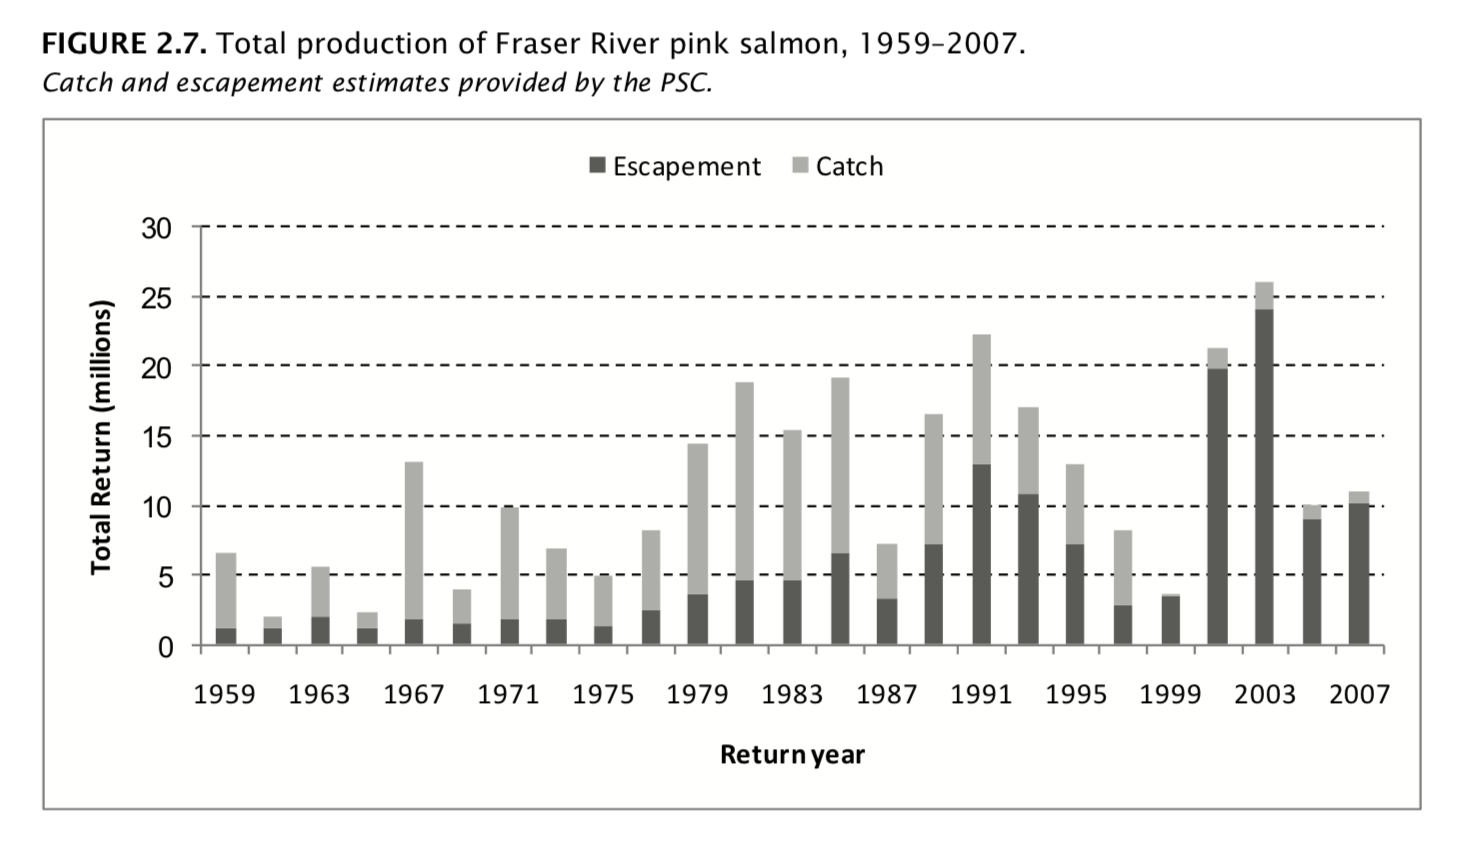 FIGURE 2.7. Total production of Fraser River pink salmon, 1959–2007.
Catch and escapement estimates provided by the PSC.
Escapement Catch
30
25
20
15
10
5
0
Total Return (millions)
1959 1963 1967 1971 1975 1979 1983 1987 1991 1995 1999 2003 2007
Return year